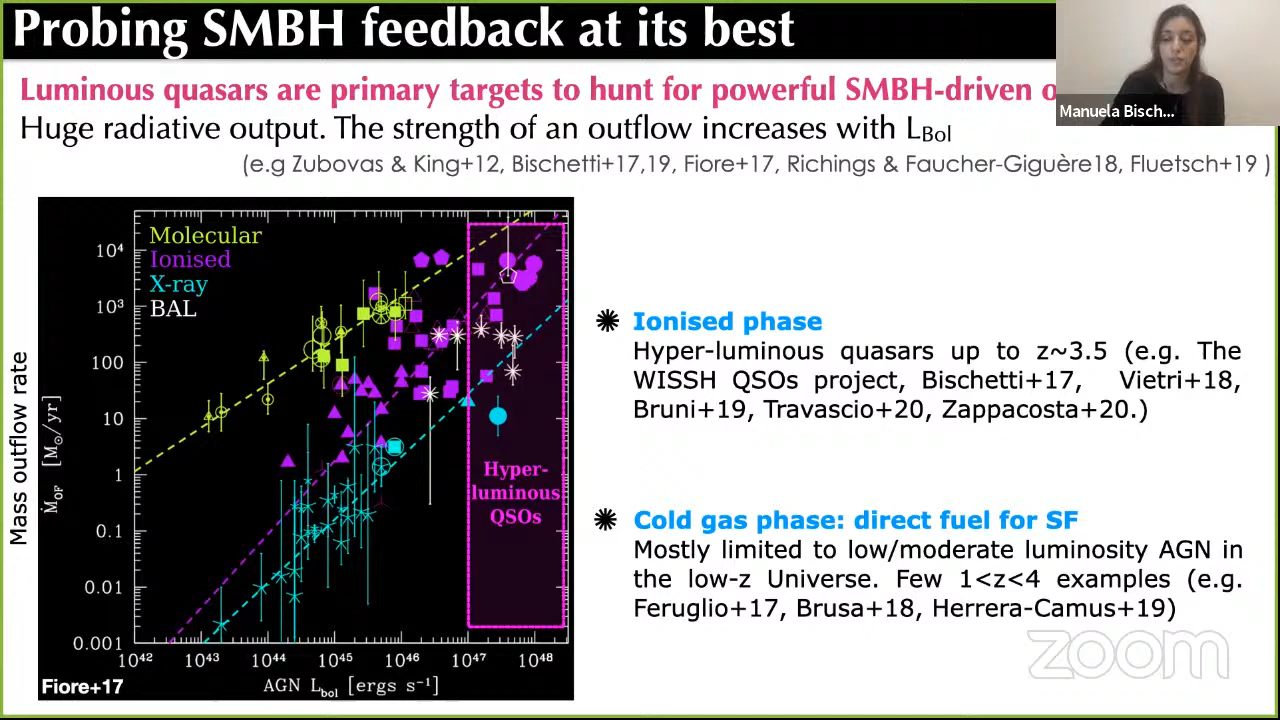 Probing SMBH feedback at its best
Luminous quasars are primary targets to hunt for powerful SMBH-driven o
Huge radiative output. The strength of an outflow increases with L_Bol
(e.g Zubovas & King+12, Bischetti+17,19, Fiore+17, Richings & Faucher-Giguère18, Fluetsch+19 )
Manuela Bisch...
Mass outflow rate
Ṁ_OF [M_⊙/yr]
Molecular
Ionised
X-ray
BAL
10⁴
10³
100
10
1
0.1
0.01
0.001
Hyper-
luminous
QSOs
10⁴² 10⁴³ 10⁴⁴ 10⁴⁵ 10⁴⁶ 10⁴⁷ 10⁴⁸
AGN L_bol [ergs s⁻¹]
Fiore+17
Ionised phase
Hyper-luminous quasars up to z~3.5 (e.g. The
WISSH QSOs project, Bischetti+17, Vietri+18,
Bruni+19, Travascio+20, Zappacosta+20.)
Cold gas phase: direct fuel for SF
Mostly limited to low/moderate luminosity AGN in
the low-z Universe. Few 1<z<4 examples (e.g.
Feruglio+17, Brusa+18, Herrera-Camus+19)
zoom